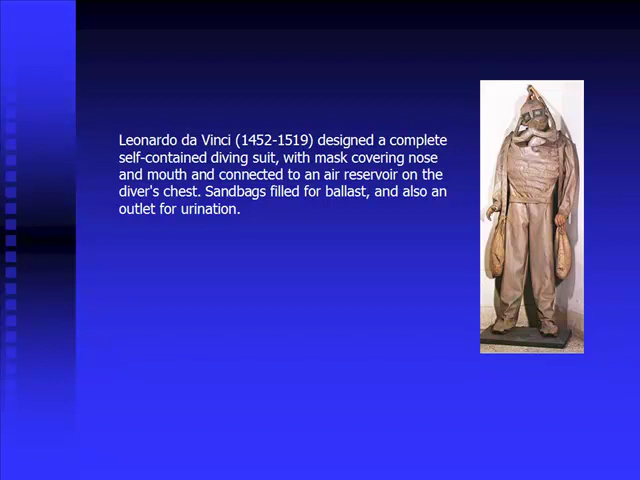 Leonardo da Vinci (1452-1519) designed a complete
self-contained diving suit, with mask covering nose
and mouth and connected to an air reservoir on the
diver's chest. Sandbags filled for ballast, and also an
outlet for urination.